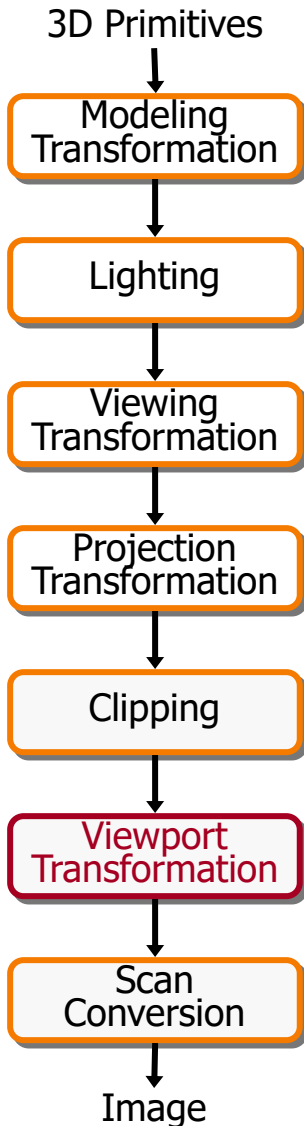 3D Primitives
Modeling
Transformation
Lighting
Viewing
Transformation
Projection
Transformation
Clipping
Viewport
Transformation
Scan
Conversion
Image